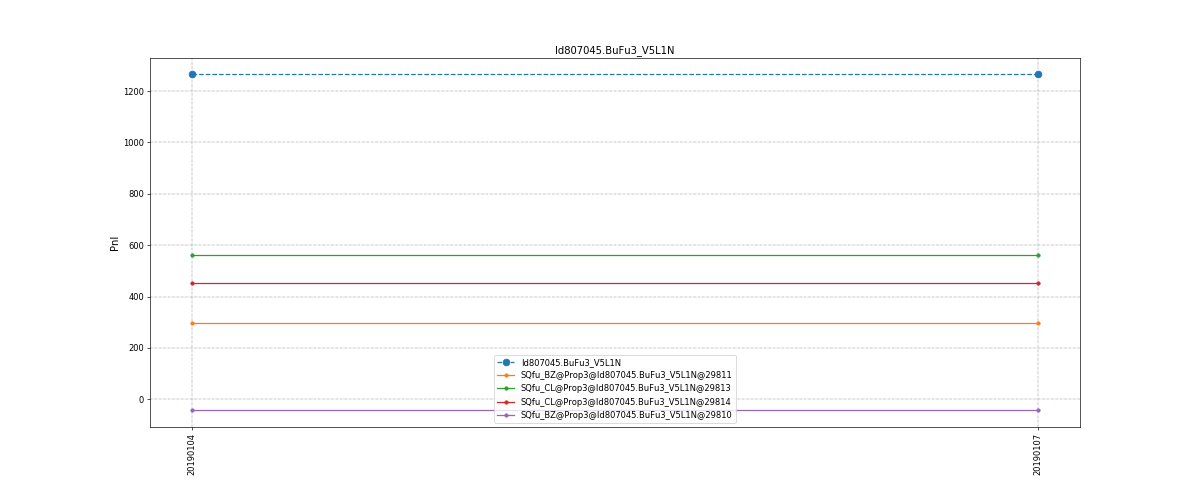 Id807045.BuFu3_V5L1N
1200
1000
800
600
400
200
0
Pnl
Id807045.BuFu3_V5L1N
SQfu_BZ@Prop3@Id807045.BuFu3_V5L1N@29811
SQfu_CL@Prop3@Id807045.BuFu3_V5L1N@29813
SQfu_CL@Prop3@Id807045.BuFu3_V5L1N@29814
SQfu_BZ@Prop3@Id807045.BuFu3_V5L1N@29810
20190104
20190107